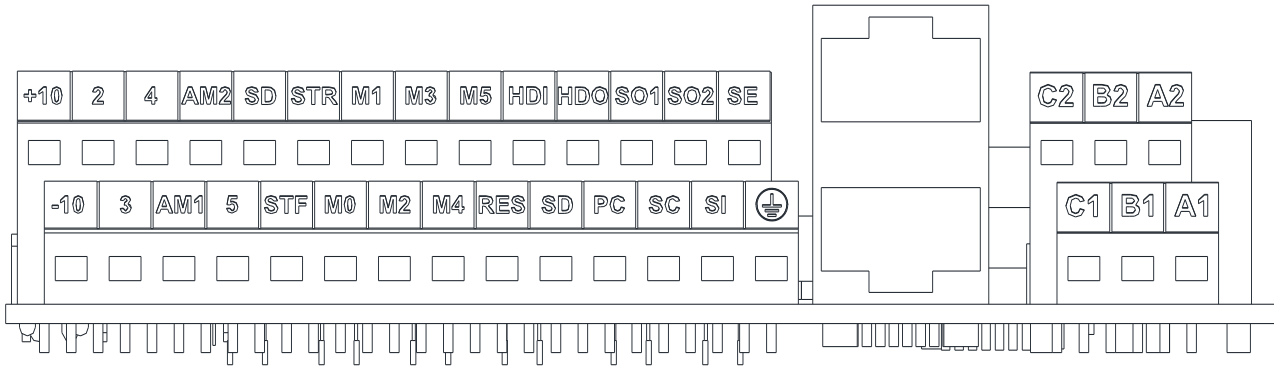 +10 2 4 AM2 SD STR M1 M3 M5 HDI HDO SO1 SO2 SE
C2 B2 A2
-10 3 AM1 5 STF M0 M2 M4 RES SD PC SC SI
C1 B1 A1